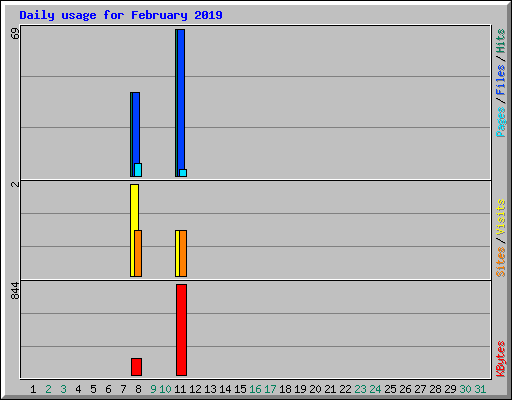 Daily usage for February 2019
69
2
844
Pages / Files / Hits
Sites / Visits
KBytes
1 2 3 4 5 6 7 8 9 10 11 12 13 14 15 16 17 18 19 20 21 22 23 24 25 26 27 28 29 30 31